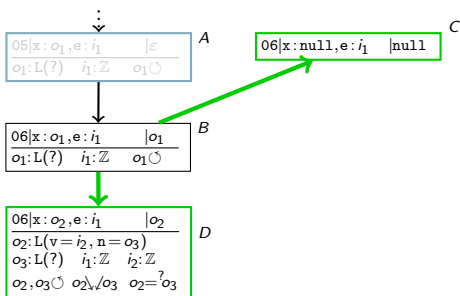 ⋮
A
05|x:o₁,e:i₁ |ε
o₁:L(?) i₁:ℤ o₁↺
C
06|x:null,e:i₁ |null
B
06|x:o₁,e:i₁ |o₁
o₁:L(?) i₁:ℤ o₁↺
D
06|x:o₂,e:i₁ |o₂
o₂:L(v=i₂, n=o₃)
o₃:L(?) i₁:ℤ i₂:ℤ
o₂,o₃↺ o₂\↙/o₃ o₂=?o₃